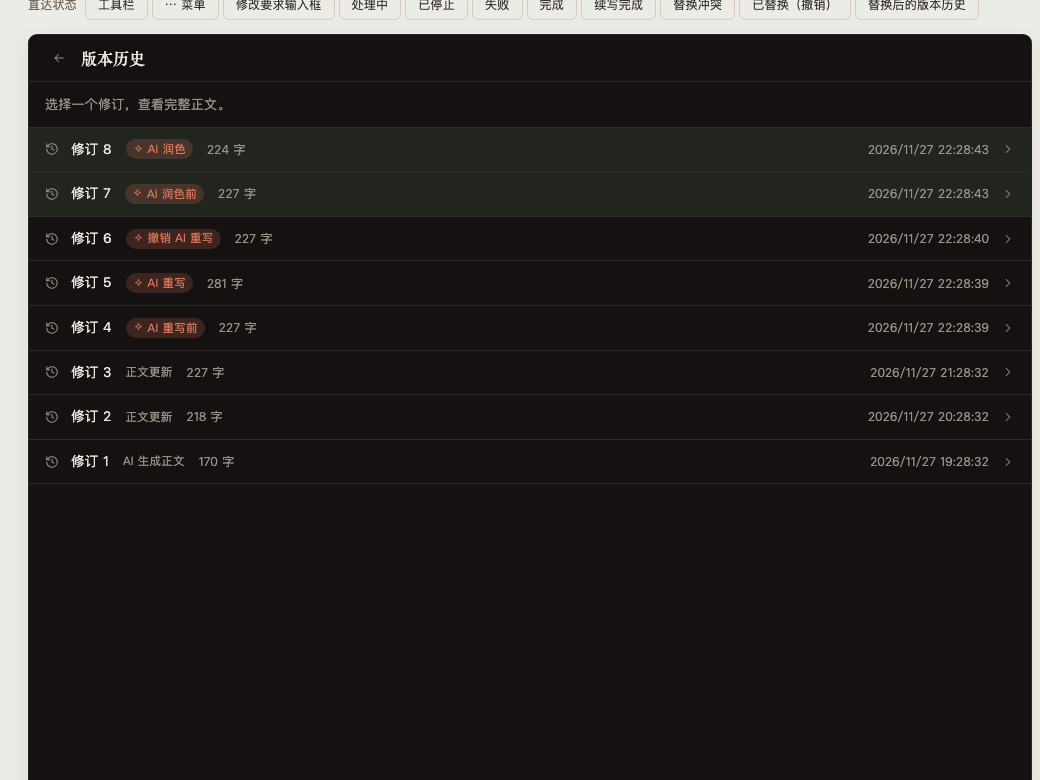 直达状态 工具栏 ··· 菜单 修改要求输入框 处理中 已停止 失败 完成 续写完成 替换冲突 已替换（撤销） 替换后的版本历史
← 版本历史
选择一个修订，查看完整正文。
修订 8 AI 润色 224 字 2026/11/27 22:28:43
修订 7 AI 润色前 227 字 2026/11/27 22:28:43
修订 6 撤销 AI 重写 227 字 2026/11/27 22:28:40
修订 5 AI 重写 281 字 2026/11/27 22:28:39
修订 4 AI 重写前 227 字 2026/11/27 22:28:39
修订 3 正文更新 227 字 2026/11/27 21:28:32
修订 2 正文更新 218 字 2026/11/27 20:28:32
修订 1 AI 生成正文 170 字 2026/11/27 19:28:32